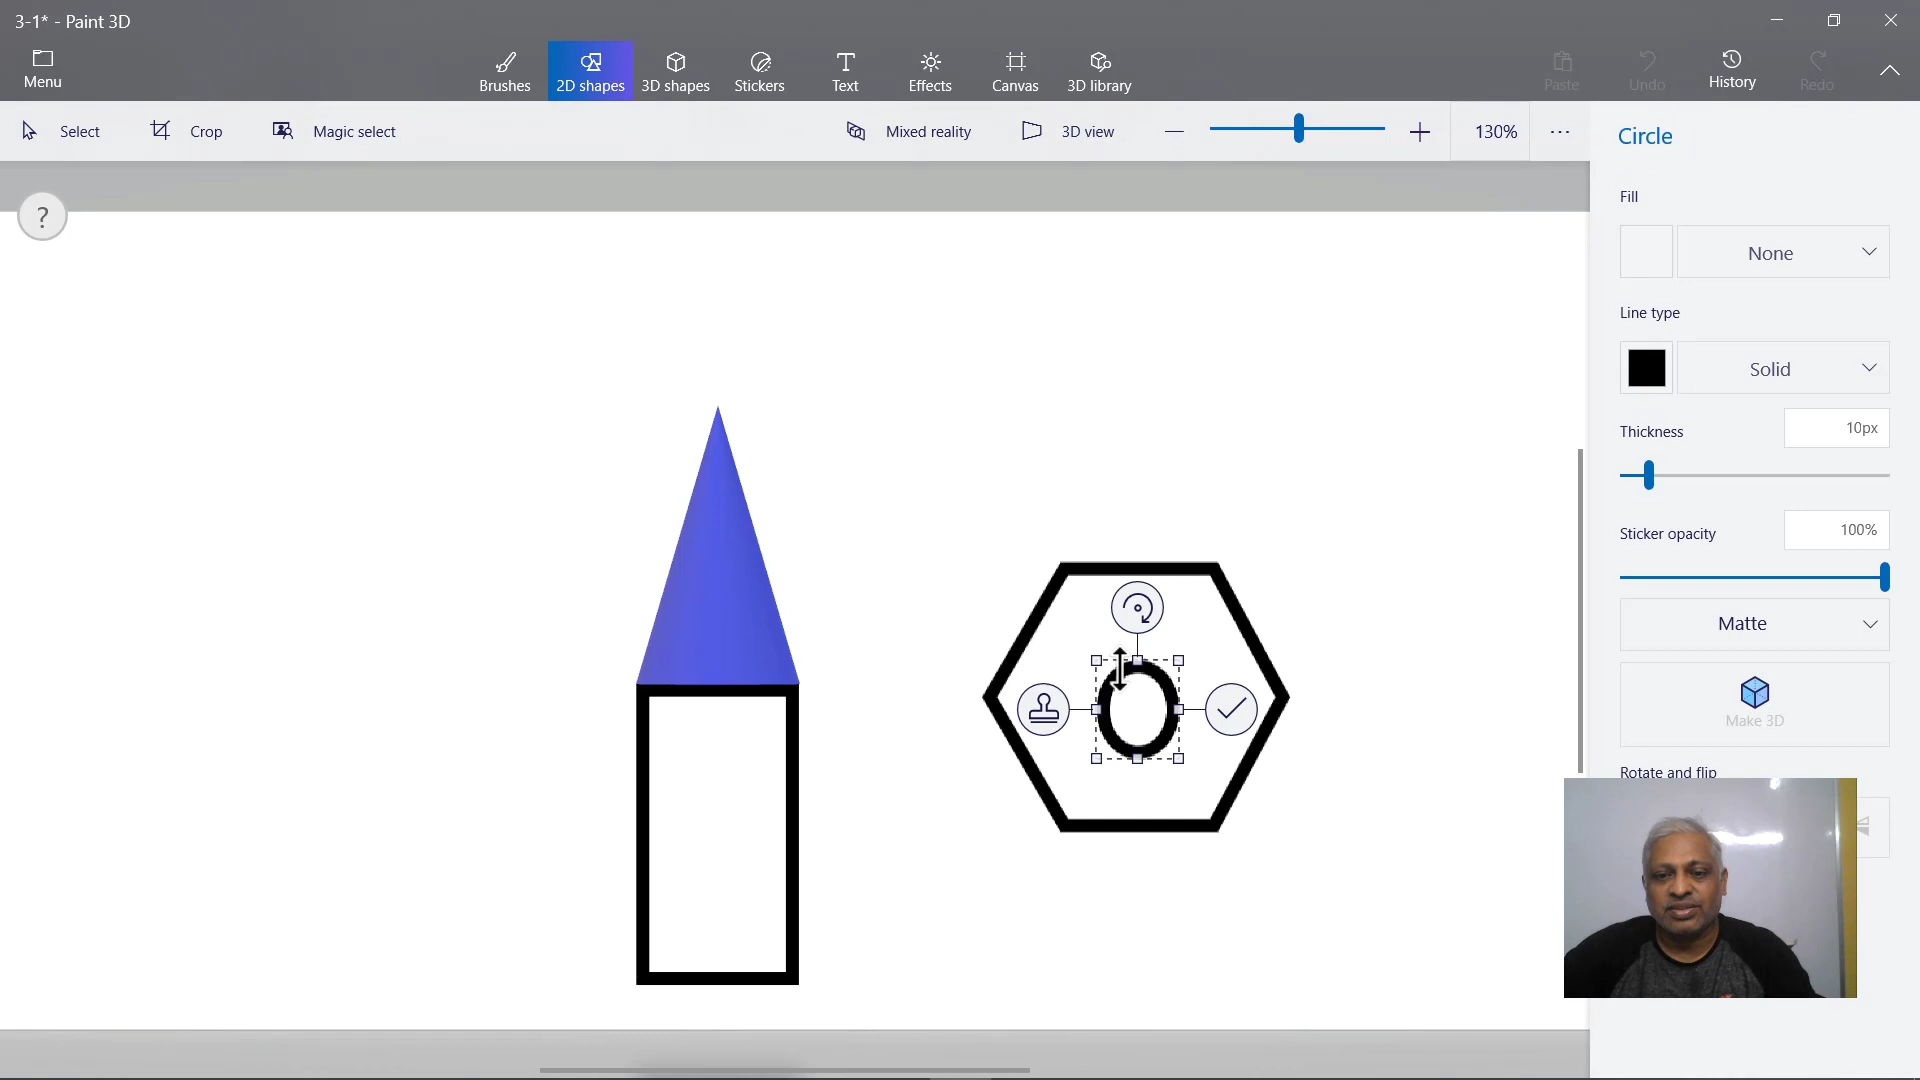 3-1* - Paint 3D
Menu
Brushes
2D shapes
3D shapes
Stickers
Text
Effects
Canvas
3D library
Paste
Undo
History
Redo
Select
Crop
Magic select
Mixed reality
3D view
130%
Circle
?
Fill
None
Line type
Solid
Thickness
10px
Sticker opacity
100%
Matte
Make 3D
Rotate and flip